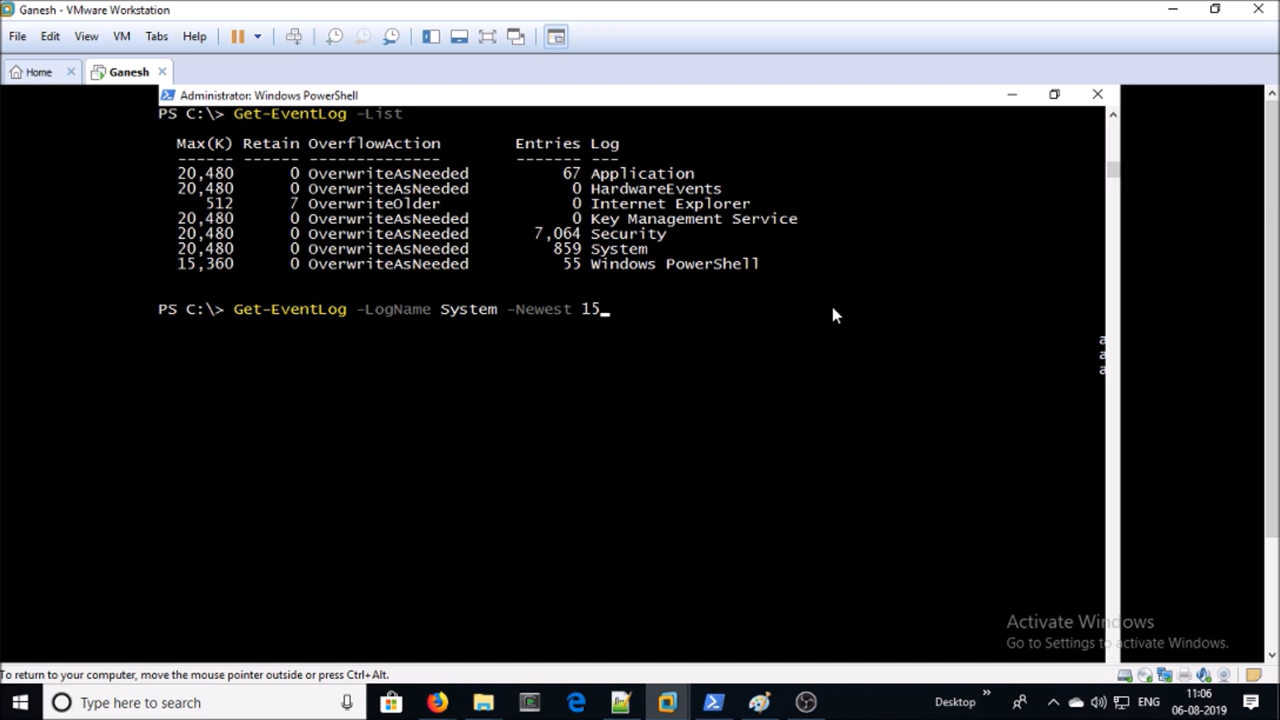 Ganesh - VMware Workstation
File Edit View VM Tabs Help
Home Ganesh
Administrator: Windows PowerShell
PS C:\> Get-EventLog -List
Max(K) Retain OverflowAction Entries Log
------ ------ -------------- ------- ---
20,480 0 OverwriteAsNeeded 67 Application
20,480 0 OverwriteAsNeeded 0 HardwareEvents
512 7 OverwriteOlder 0 Internet Explorer
20,480 0 OverwriteAsNeeded 0 Key Management Service
20,480 0 OverwriteAsNeeded 7,064 Security
20,480 0 OverwriteAsNeeded 859 System
15,360 0 OverwriteAsNeeded 55 Windows PowerShell
PS C:\> Get-EventLog -LogName System -Newest 15_
a
a
a
Activate Windows
Go to Settings to activate Windows.
To return to your computer, move the mouse pointer outside or press Ctrl+Alt.
Type here to search
Desktop
ENG
11:06
06-08-2019